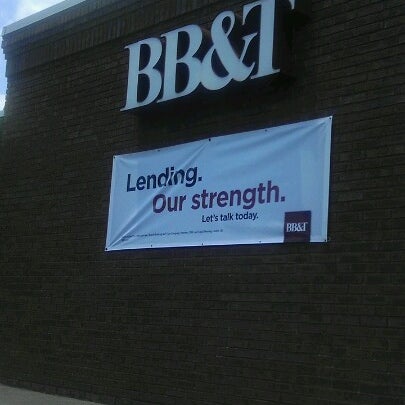 BB&T
Lending.
Our strength.
Let's talk today.
BB&T